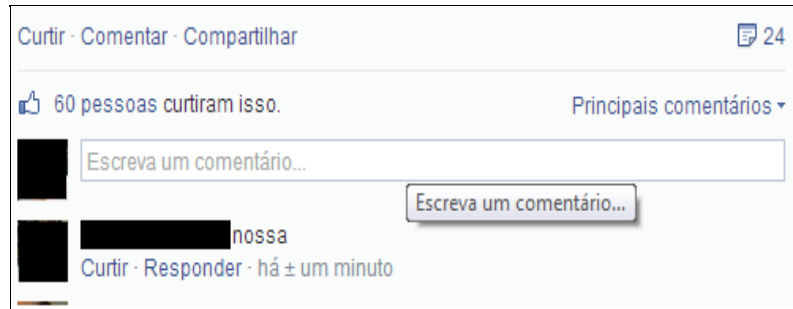 Curtir · Comentar · Compartilhar 24
60 pessoas curtiram isso. Principais comentários
Escreva um comentário...
Escreva um comentário...
nossa
Curtir · Responder · há ± um minuto